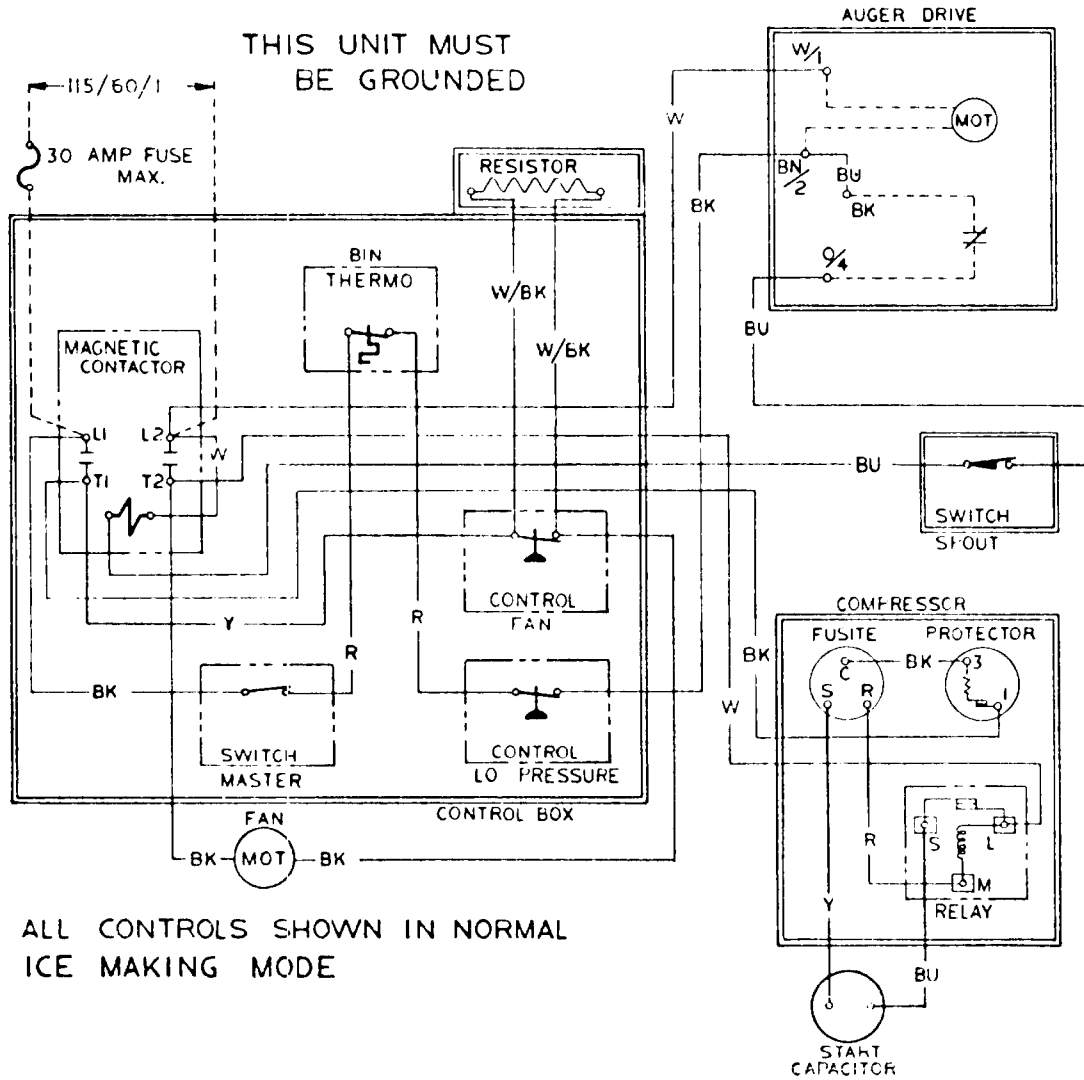 AUGER DRIVE
THIS UNIT MUST
BE GROUNDED
115/60/1
30 AMP FUSE
MAX.
W/1
MOT
W
RESISTOR
BN/2
BU
BK
BK
O/4
BIN
THERMO
W/BK
W/BK
BU
MAGNETIC
CONTACTOR
L1
L2
W
T1
T2
BU
SWITCH
SPOUT
CONTROL
FAN
Y
R
R
BK
SWITCH
MASTER
CONTROL
LO PRESSURE
CONTROL BOX
BK
W
COMPRESSOR
FUSITE
PROTECTOR
C
BK
3
S
R
1
S
L
M
RELAY
R
Y
BU
START
CAPACITOR
FAN
BK
MOT
BK
ALL CONTROLS SHOWN IN NORMAL
ICE MAKING MODE